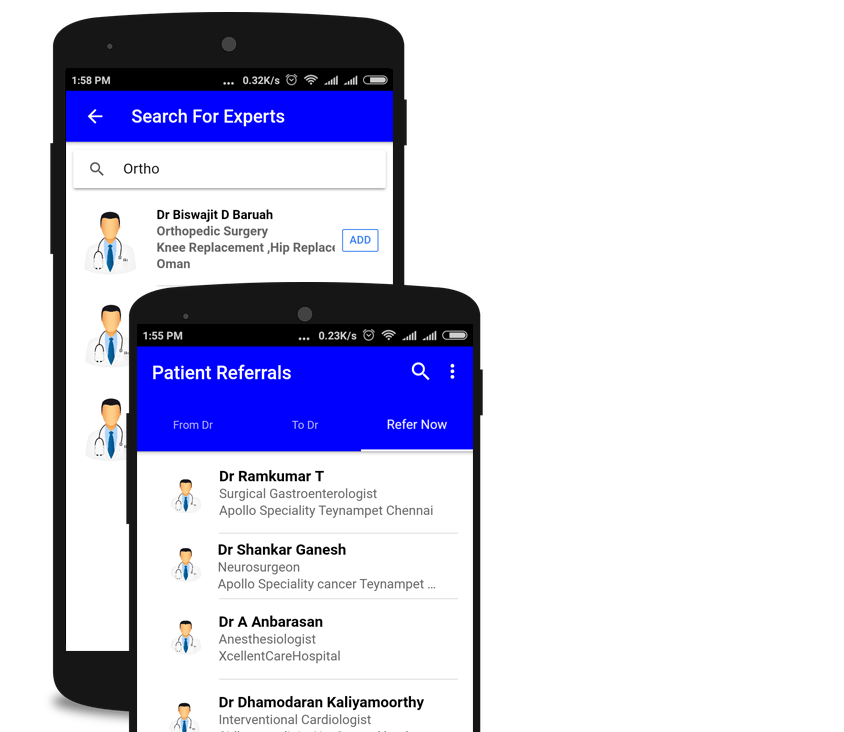 1:58 PM ... 0.32K/s
Search For Experts
Ortho
Dr Biswajit D Baruah
Orthopedic Surgery
Knee Replacement ,Hip Replace
ADD
Oman
1:55 PM ... 0.23K/s
Patient Referrals
From Dr To Dr Refer Now
Dr Ramkumar T
Surgical Gastroenterologist
Apollo Speciality Teynampet Chennai
Dr Shankar Ganesh
Neurosurgeon
Apollo Speciality cancer Teynampet ...
Dr A Anbarasan
Anesthesiologist
XcellentCareHospital
Dr Dhamodaran Kaliyamoorthy
Interventional Cardiologist